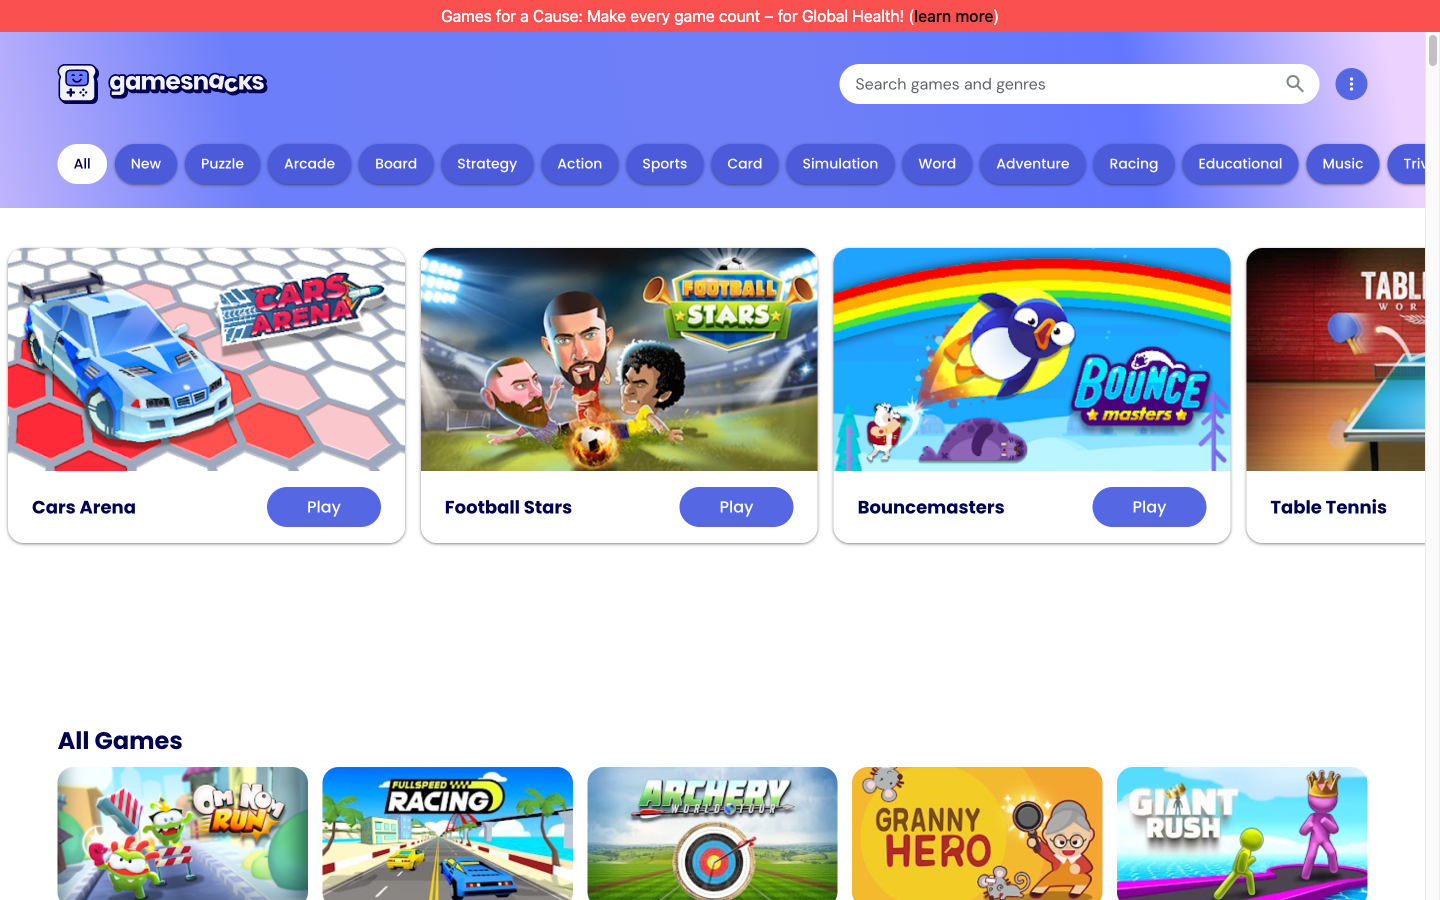 Games for a Cause: Make every game count – for Global Health! (learn more)
gamesnacks
Search games and genres
All
New
Puzzle
Arcade
Board
Strategy
Action
Sports
Card
Simulation
Word
Adventure
Racing
Educational
Music
Triv
CARS
ARENA
FOOTBALL
STARS
BOUNCE
masters
TABL
WOR
Cars Arena
Play
Football Stars
Play
Bouncemasters
Play
Table Tennis
All Games
OM NOM
RUN
FULLSPEED
RACING
ARCHERY
WORLD TOUR
GRANNY
HERO
GIANT
RUSH